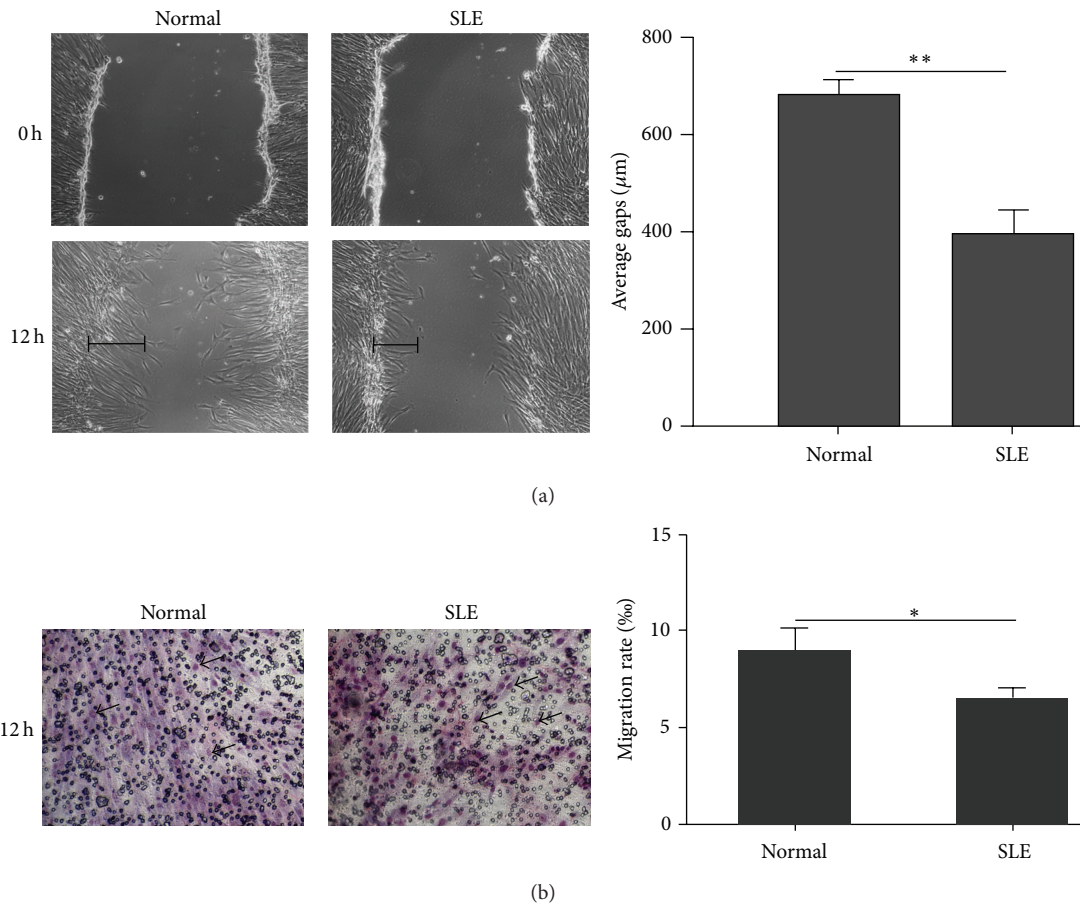 Normal
SLE
0 h
12 h
800
600
400
200
0
Average gaps (μm)
**
Normal
SLE
(a)
Normal
SLE
12 h
15
10
5
0
Migration rate (‰)
*
Normal
SLE
(b)